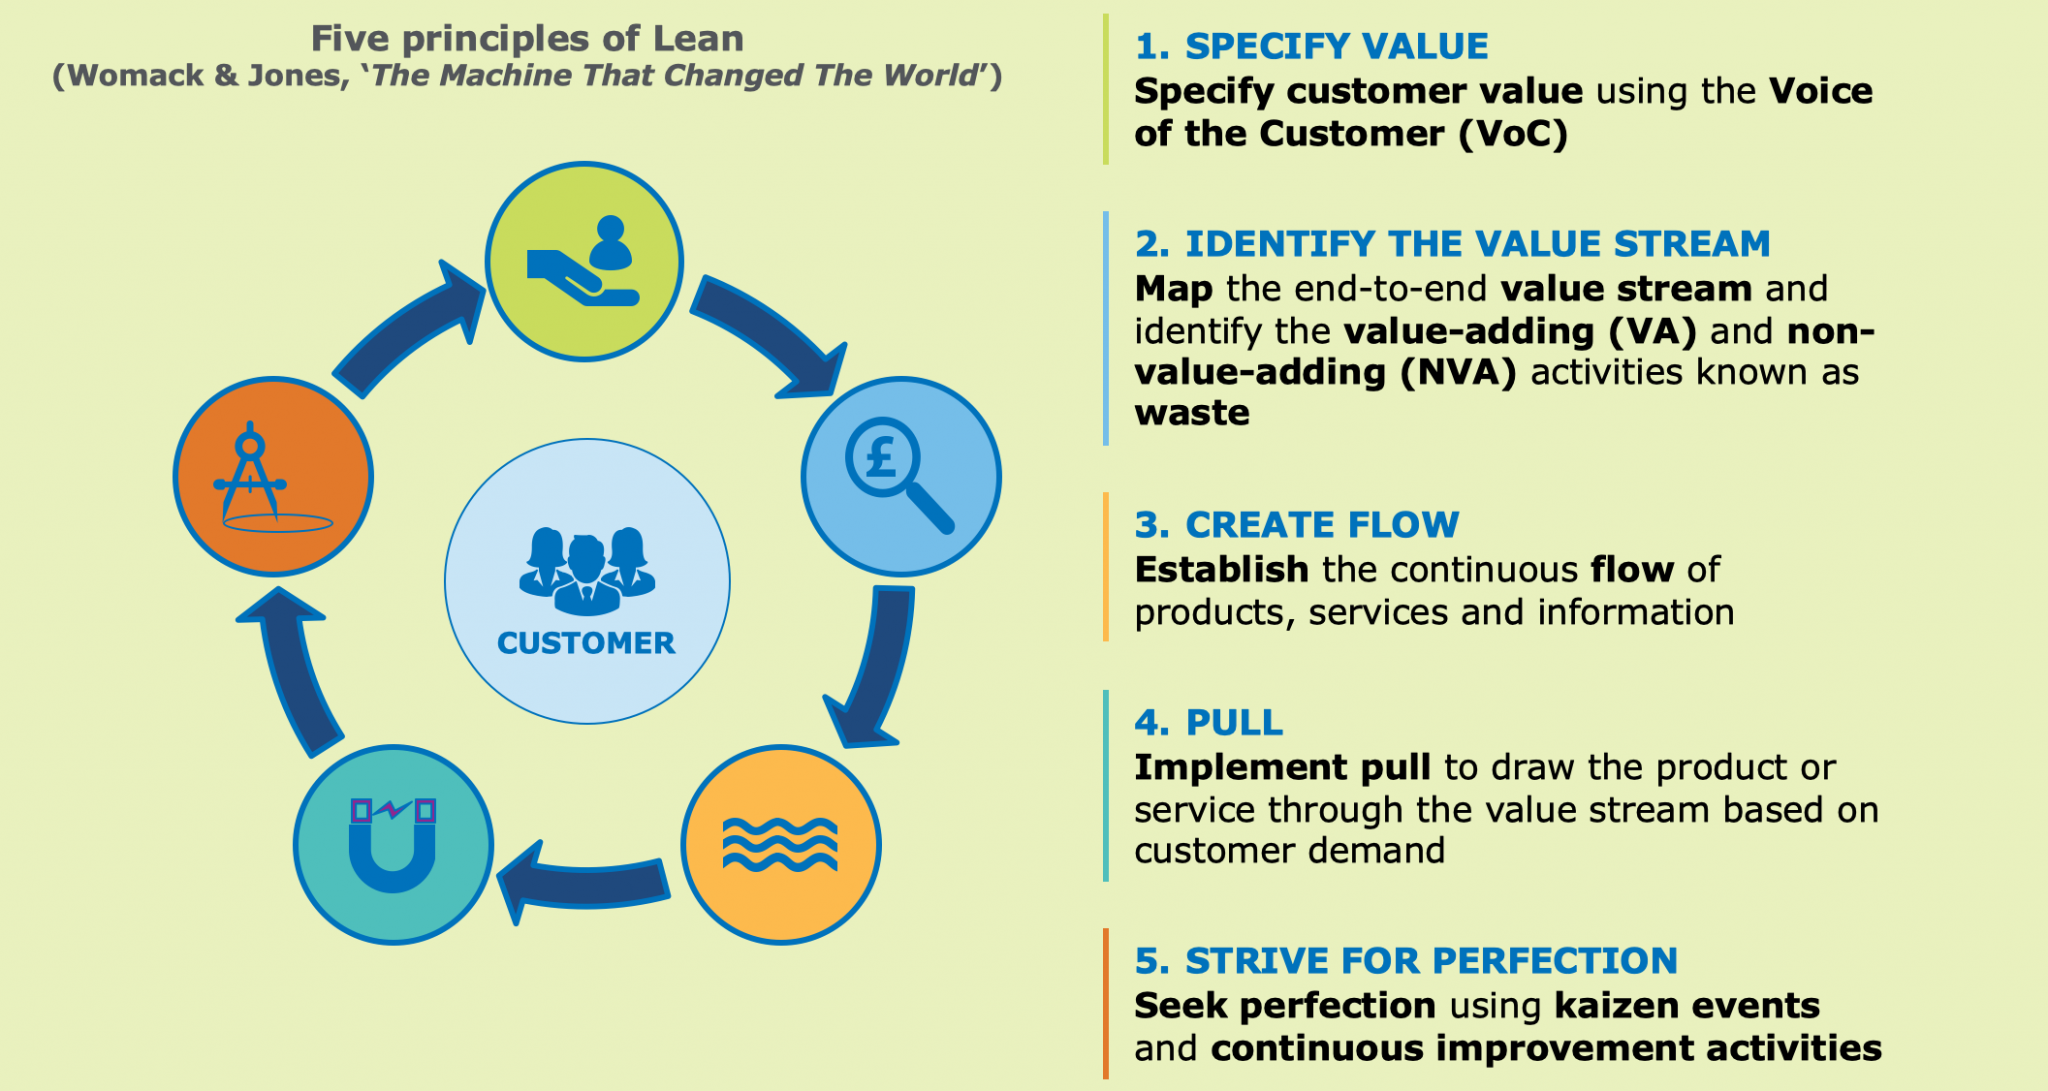 Five principles of Lean
(Womack & Jones, ‘The Machine That Changed The World’)
£
CUSTOMER
1. SPECIFY VALUE
Specify customer value using the Voice
of the Customer (VoC)
2. IDENTIFY THE VALUE STREAM
Map the end-to-end value stream and
identify the value-adding (VA) and non-
value-adding (NVA) activities known as
waste
3. CREATE FLOW
Establish the continuous flow of
products, services and information
4. PULL
Implement pull to draw the product or
service through the value stream based on
customer demand
5. STRIVE FOR PERFECTION
Seek perfection using kaizen events
and continuous improvement activities